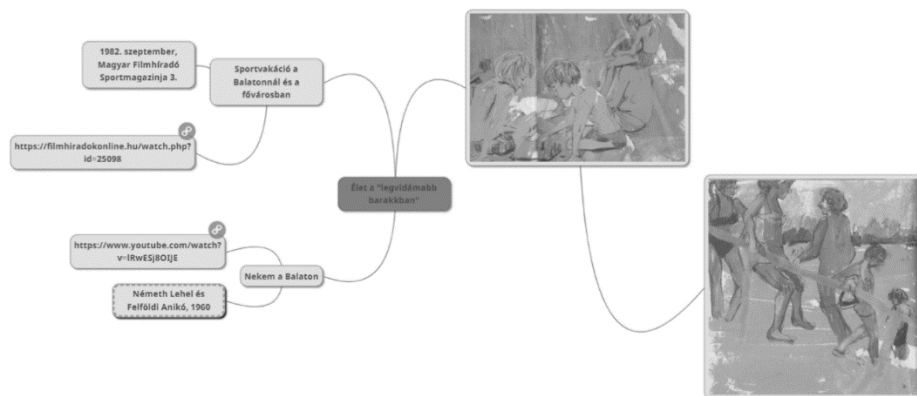 1982. szeptember,
Magyar Filmhíradó
Sportmagazinja 3.
Sportvakáció a
Balatonnál és a
fővárosban
https://filmhiradokonline.hu/watch.php?
id=25098
Élet a "legvidámabb
barakkban"
https://www.youtube.com/watch?
v=lRwESj8OIJE
Nekem a Balaton
Németh Lehel és
Felföldi Anikó, 1960